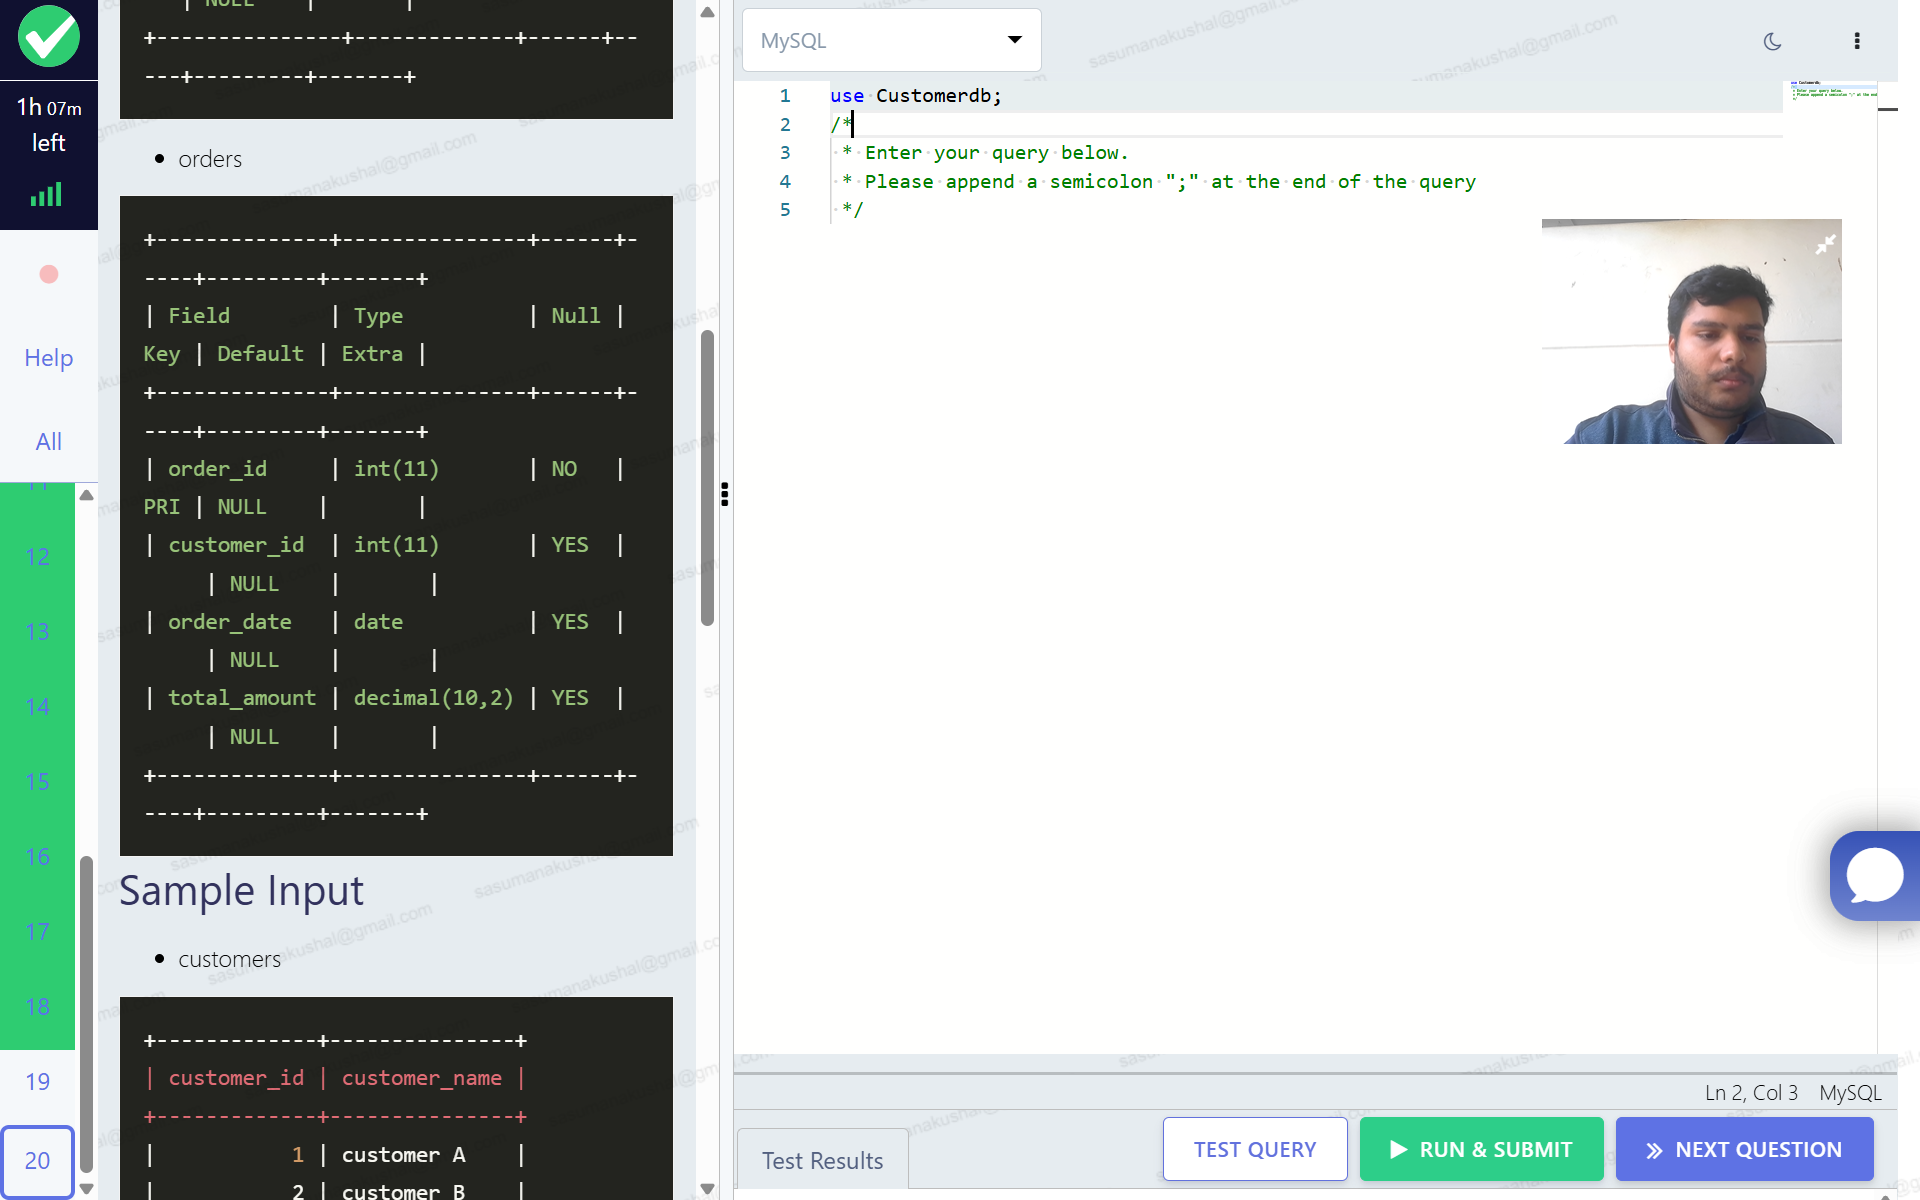 | NULL    |       |
+---------------+--------------+------+--
---+---------+-------+
1h 07m
left
Help
All
11
12
13
14
15
16
17
18
19
20
• orders
+--------------+---------------+------+-
----+---------+-------+
| Field        | Type          | Null |
Key | Default | Extra |
+--------------+---------------+------+-
----+---------+-------+
| order_id     | int(11)       | NO   |
PRI | NULL    |       |
| customer_id  | int(11)       | YES  |
    | NULL    |       |
| order_date   | date          | YES  |
    | NULL    |       |
| total_amount | decimal(10,2) | YES  |
    | NULL    |       |
+--------------+---------------+------+-
----+---------+-------+
Sample Input
• customers
+-------------+---------------+
| customer_id | customer_name |
+-------------+---------------+
|           1 | customer A    |
|           2 | customer B    |
MySQL
1 use Customerdb;
2 /*
3  * Enter your query below.
4  * Please append a semicolon ";" at the end of the query
5  */
Ln 2, Col 3 MySQL
Test Results
TEST QUERY
RUN & SUBMIT
NEXT QUESTION
sasumanakushal@gmail.com